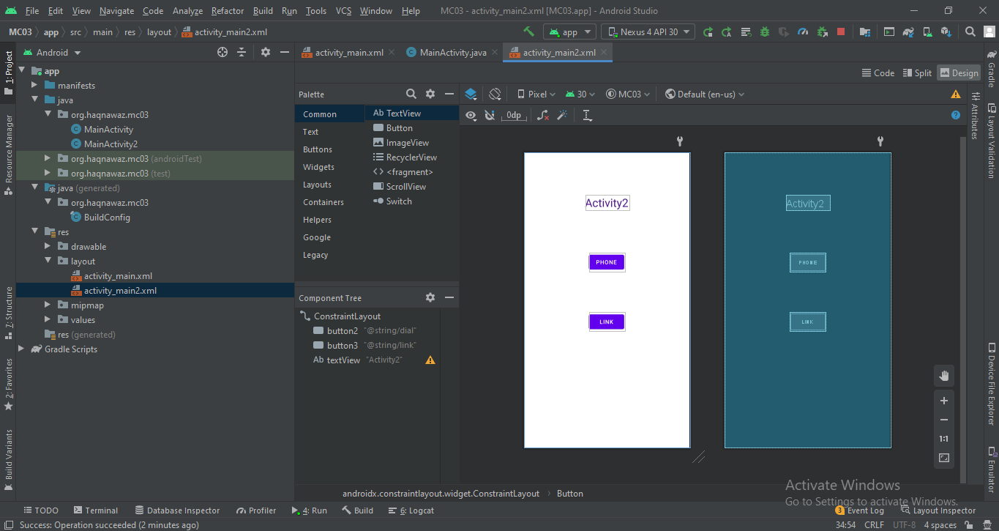 File Edit View Navigate Code Analyze Refactor Build Run Tools VCS Window Help MC03 - activity_main2.xml [MC03.app] - Android Studio
MC03 app src main res layout activity_main2.xml
app Nexus 4 API 30
1: Project
Resource Manager
7: Structure
2: Favorites
Build Variants
Android
app
manifests
java
org.haqnawaz.mc03
MainActivity
MainActivity2
org.haqnawaz.mc03 (androidTest)
org.haqnawaz.mc03 (test)
java (generated)
org.haqnawaz.mc03
BuildConfig
res
drawable
layout
activity_main.xml
activity_main2.xml
mipmap
values
res (generated)
Gradle Scripts
activity_main.xml MainActivity.java activity_main2.xml
Code Split Design
Palette
Common
Text
Buttons
Widgets
Layouts
Containers
Helpers
Google
Legacy
Ab TextView
Button
ImageView
RecyclerView
<fragment>
ScrollView
Switch
Component Tree
ConstraintLayout
button2 "@string/dial"
button3 "@string/link"
Ab textView "Activity2"
Pixel 30 MC03 Default (en-us)
0dp
Activity2
PHONE
LINK
Activity2
PHONE
LINK
1:1
Gradle
Layout Validation
Attributes
Device File Explorer
Emulator
androidx.constraintlayout.widget.ConstraintLayout Button
Activate Windows
Go to Settings to activate Windows.
TODO Terminal Database Inspector Profiler 4: Run Build 6: Logcat 3 Event Log Layout Inspector
Success: Operation succeeded (2 minutes ago) 34:54 CRLF UTF-8 4 spaces